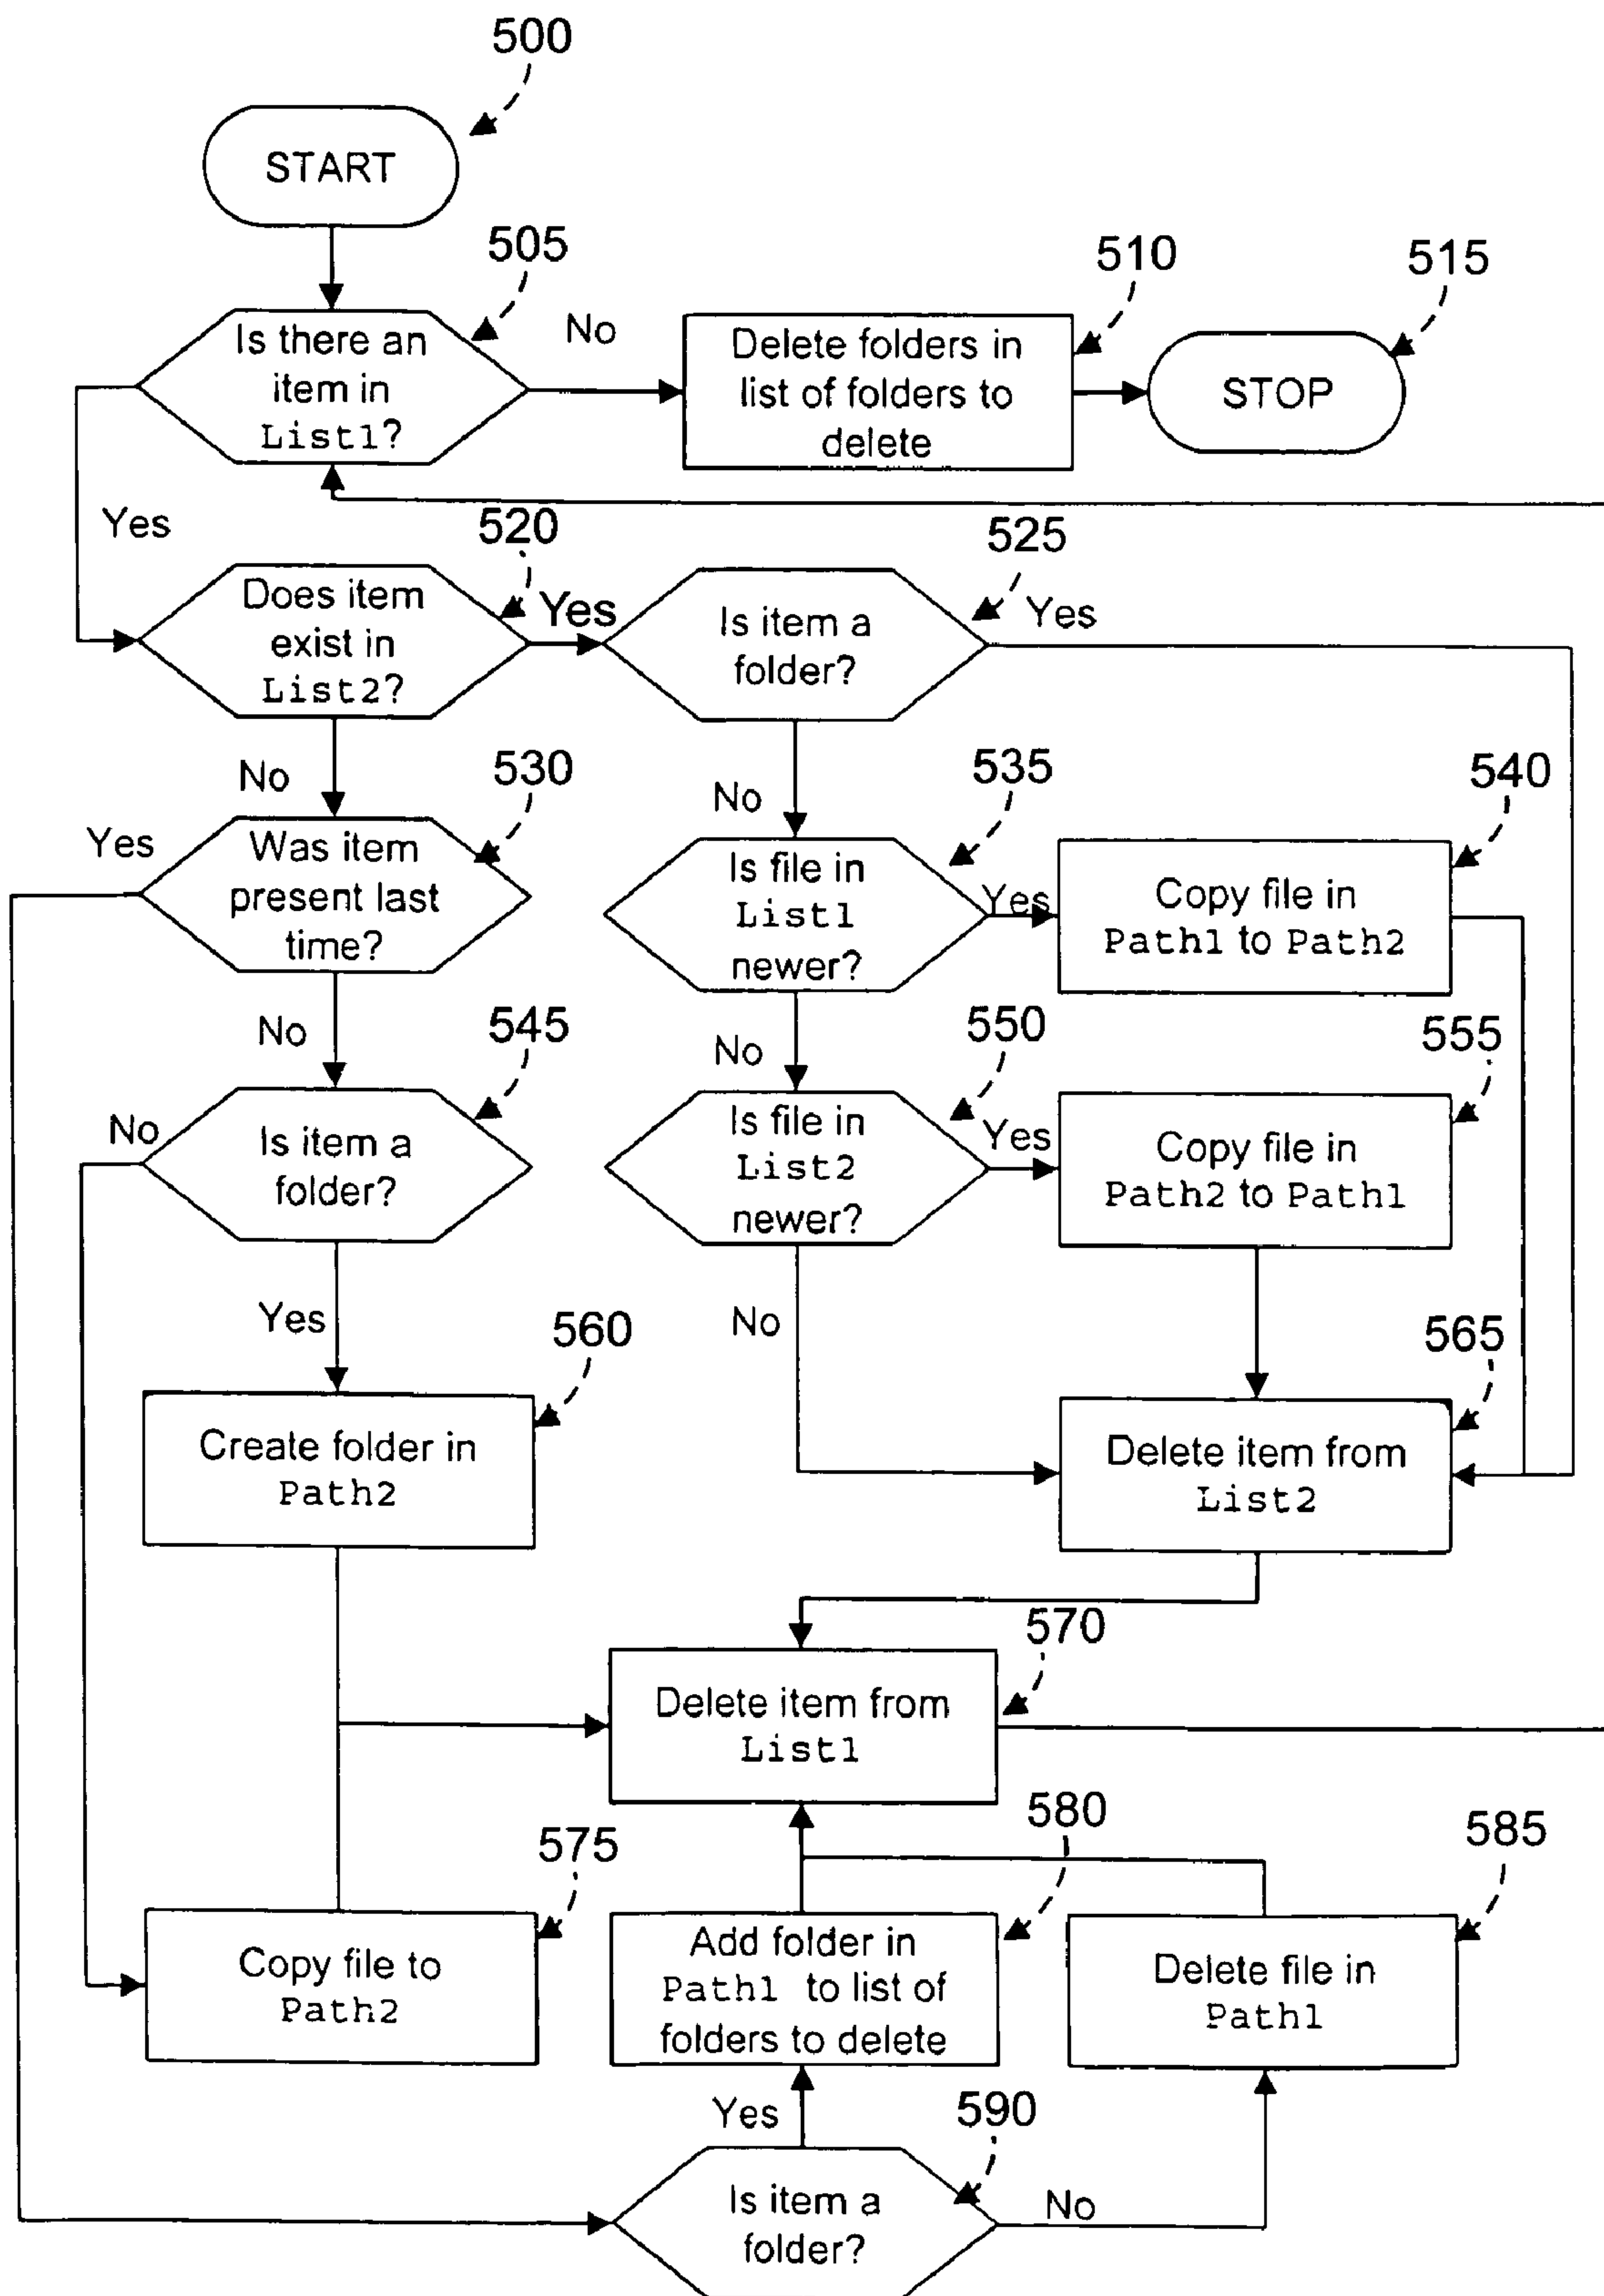 500
START
505
510
515
Is there an
item in
List1?
No
Delete folders in
list of folders to
delete
STOP
Yes
520
525
Does item
exist in
List2?
Yes
Is item a
folder?
Yes
No
530
No
535
540
Yes
Was item
present last
time?
Is file in
List1
newer?
Yes
Copy file in
Path1 to Path2
No
545
No
550
555
No
Is item a
folder?
Is file in
List2
newer?
Yes
Copy file in
Path2 to Path1
Yes
560
No
565
Create folder in
Path2
Delete item from
List2
570
Delete item from
List1
575
580
585
Copy file to
Path2
Add folder in
Path1 to list of
folders to delete
Delete file in
Path1
Yes
590
Is item a
folder?
No